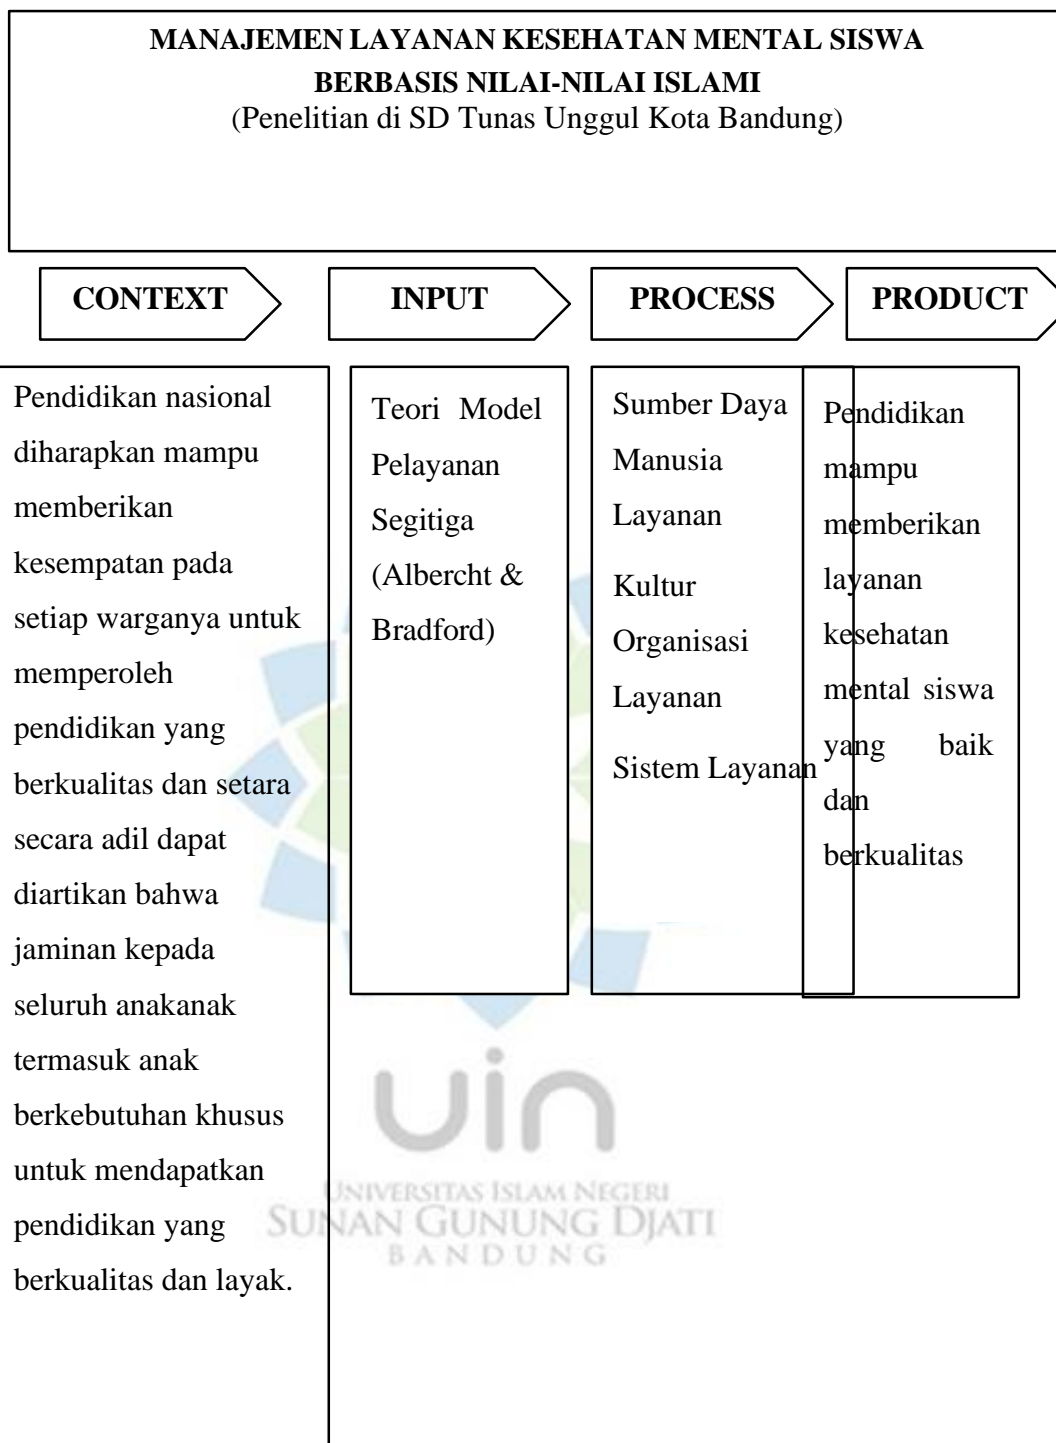 MANAJEMEN LAYANAN KESEHATAN MENTAL SISWA
BERBASIS NILAI-NILAI ISLAMI
(Penelitian di SD Tunas Unggul Kota Bandung)
CONTEXT
INPUT
PROCESS
PRODUCT
Pendidikan nasional
diharapkan mampu
memberikan
kesempatan pada
setiap warganya untuk
memperoleh
pendidikan yang
berkualitas dan setara
secara adil dapat
diartikan bahwa
jaminan kepada
seluruh anakanak
termasuk anak
berkebutuhan khusus
untuk mendapatkan
pendidikan yang
berkualitas dan layak.
Teori Model
Pelayanan
Segitiga
(Albercht &
Bradford)
Sumber Daya
Manusia
Layanan
Kultur
Organisasi
Layanan
Sistem Layanan
Pendidikan
mampu
memberikan
layanan
kesehatan
mental siswa
yang baik
dan
berkualitas
uin
UNIVERSITAS ISLAM NEGERI
SUNAN GUNUNG DJATI
BANDUNG